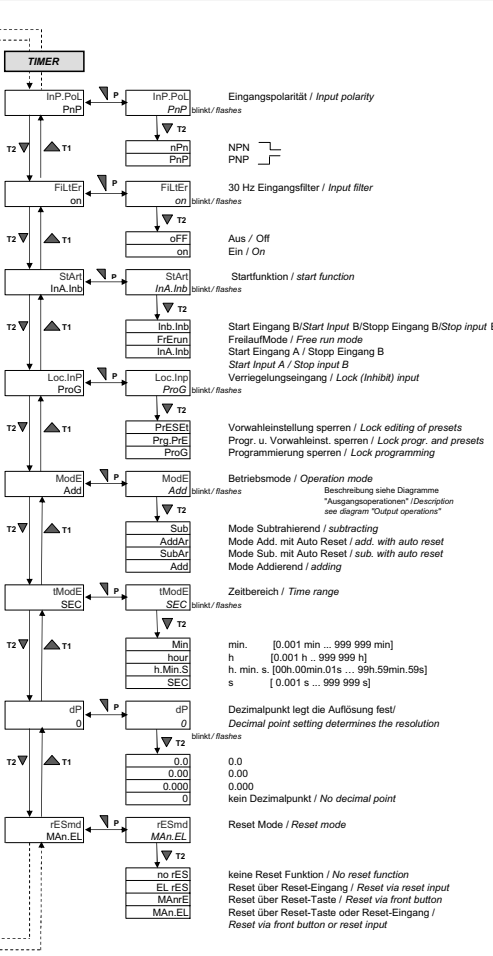 TIMER
InP.PoL P InP.PoL Eingangspolarität / Input polarity
PnP PnP blinkt / flashes
T2
T2 T1 nPn NPN
PnP PNP
FiLtEr P FiLtEr 30 Hz Eingangsfilter / Input filter
on on blinkt / flashes
T2
T2 T1 oFF Aus / Off
on Ein / On
StArt P StArt Startfunktion / start function
InA.Inb InA.Inb blinkt / flashes
T2
T2 T1 Inb.Inb Start Eingang B/Start Input B/Stopp Eingang B/Stop input B
FrErun FreilaufMode / Free run mode
InA.Inb Start Eingang A / Stopp Eingang B
Start Input A / Stop input B
Loc.InP P Loc.Inp Verriegelungseingang / Lock (Inhibit) input
ProG ProG blinkt / flashes
T2
T2 T1 PrESEt Vorwahleinstellung sperren / Lock editing of presets
Prg.PrE Progr. u. Vorwahleinst. sperren / Lock progr. and presets
ProG Programmierung sperren / Lock programming
ModE P ModE Betriebsmode / Operation mode
Add Add blinkt / flashes Beschreibung siehe Diagramme
"Ausgangsoperationen" /Description
see diagram "Output operations"
T2
T2 T1 Sub Mode Subtrahierend / subtracting
AddAr Mode Add. mit Auto Reset / add. with auto reset
SubAr Mode Sub. mit Auto Reset / sub. with auto reset
Add Mode Addierend / adding
tModE P tModE Zeitbereich / Time range
SEC SEC blinkt / flashes
T2
T2 T1 Min min. [0.001 min ... 999 999 min]
hour h [0.001 h .. 999 999 h]
h.Min.S h. min. s. [00h.00min.01s ... 99h.59min.59s]
SEC s [ 0.001 s ... 999 999 s]
dP P dP Dezimalpunkt legt die Auflösung fest/
0 0 Decimal point setting determines the resolution
blinkt / flashes
T2
T2 T1 0.0 0.0
0.00 0.00
0.000 0.000
0 kein Dezimalpunkt / No decimal point
rESmd P rESmd Reset Mode / Reset mode
MAn.EL MAn.EL
T2
no rES keine Reset Funktion / No reset function
EL rES Reset über Reset-Eingang / Reset via reset input
MAnrE Reset über Reset-Taste / Reset via front button
MAn.EL Reset über Reset-Taste oder Reset-Eingang /
Reset via front button or reset input